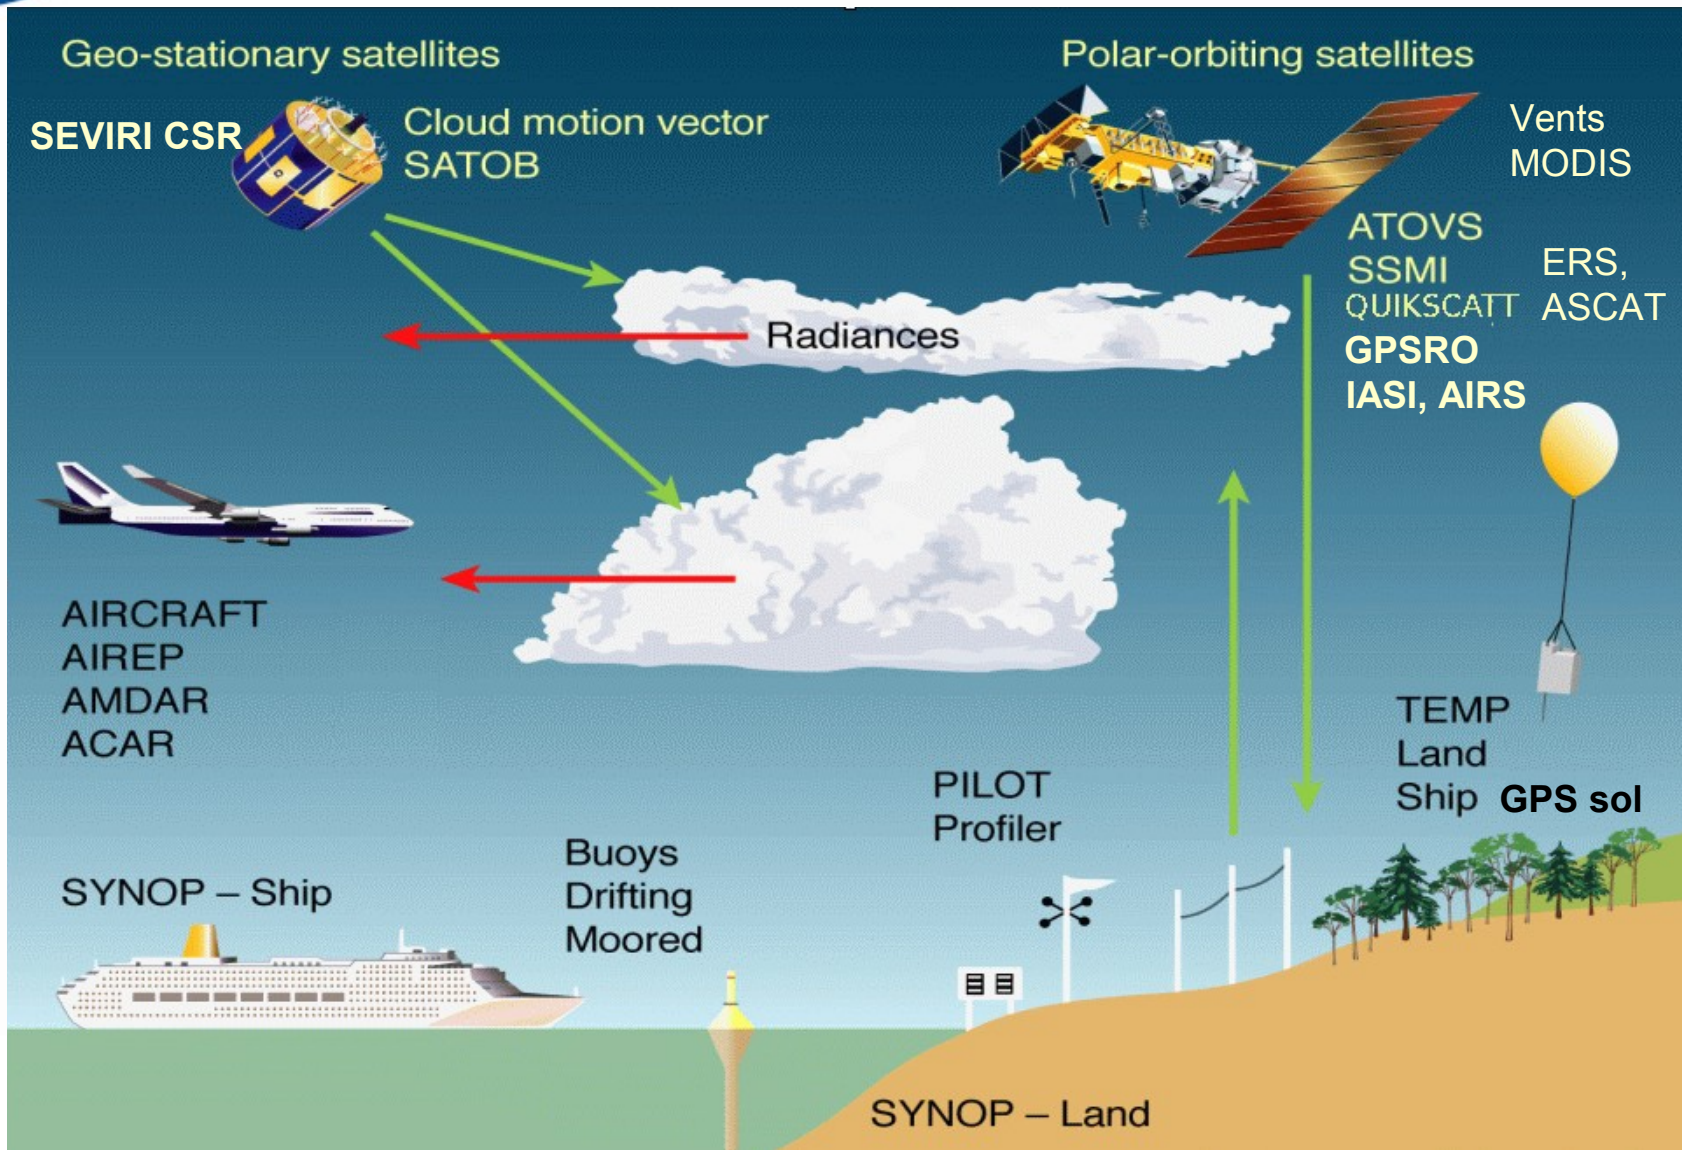 Geo-stationary satellites
SEVIRI CSR
Cloud motion vector
SATOB
Polar-orbiting satellites
Vents
MODIS
ATOVS
SSMI
QUIKSCATT
GPSRO
IASI, AIRS
ERS,
ASCAT
Radiances
AIRCRAFT
AIREP
AMDAR
ACAR
TEMP
Land
Ship
GPS sol
PILOT
Profiler
Buoys
Drifting
Moored
SYNOP – Ship
SYNOP – Land